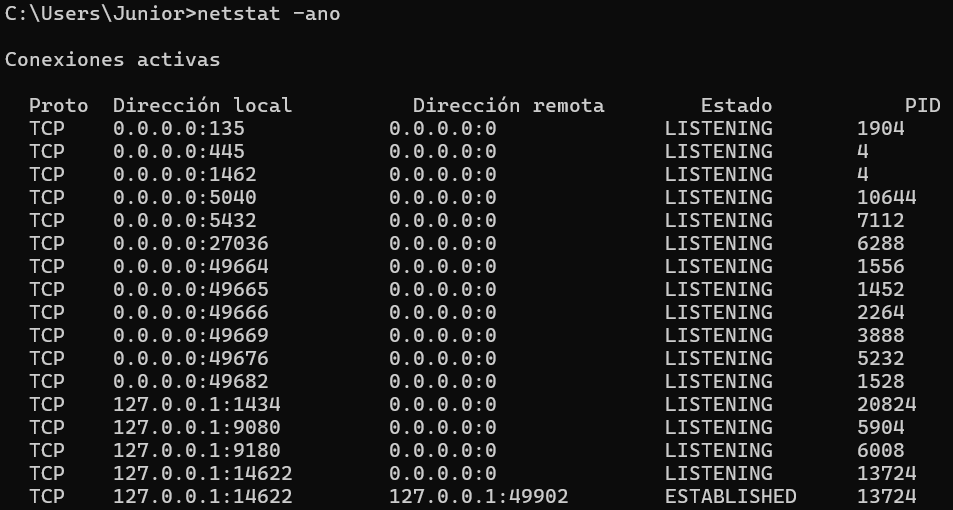 C:\Users\Junior>netstat -ano
Conexiones activas
Proto  Dirección local          Dirección remota        Estado           PID
TCP    0.0.0.0:135            0.0.0.0:0              LISTENING       1904
TCP    0.0.0.0:445            0.0.0.0:0              LISTENING       4
TCP    0.0.0.0:1462           0.0.0.0:0              LISTENING       4
TCP    0.0.0.0:5040           0.0.0.0:0              LISTENING       10644
TCP    0.0.0.0:5432           0.0.0.0:0              LISTENING       7112
TCP    0.0.0.0:27036          0.0.0.0:0              LISTENING       6288
TCP    0.0.0.0:49664          0.0.0.0:0              LISTENING       1556
TCP    0.0.0.0:49665          0.0.0.0:0              LISTENING       1452
TCP    0.0.0.0:49666          0.0.0.0:0              LISTENING       2264
TCP    0.0.0.0:49669          0.0.0.0:0              LISTENING       3888
TCP    0.0.0.0:49676          0.0.0.0:0              LISTENING       5232
TCP    0.0.0.0:49682          0.0.0.0:0              LISTENING       1528
TCP    127.0.0.1:1434         0.0.0.0:0              LISTENING       20824
TCP    127.0.0.1:9080         0.0.0.0:0              LISTENING       5904
TCP    127.0.0.1:9180         0.0.0.0:0              LISTENING       6008
TCP    127.0.0.1:14622        0.0.0.0:0              LISTENING       13724
TCP    127.0.0.1:14622        127.0.0.1:49902        ESTABLISHED     13724